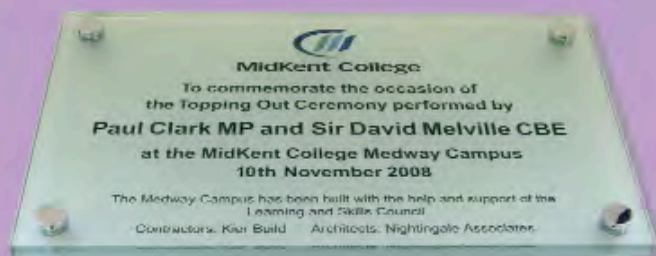 MidKent College
To commemorate the occasion of
the Topping Out Ceremony performed by
Paul Clark MP and Sir David Melville CBE
at the MidKent College Medway Campus
10th November 2008
The Medway Campus has been built with the help and support of the
Learning and Skills Council
Contractors: Kier Build Architects: Nightingale Associates